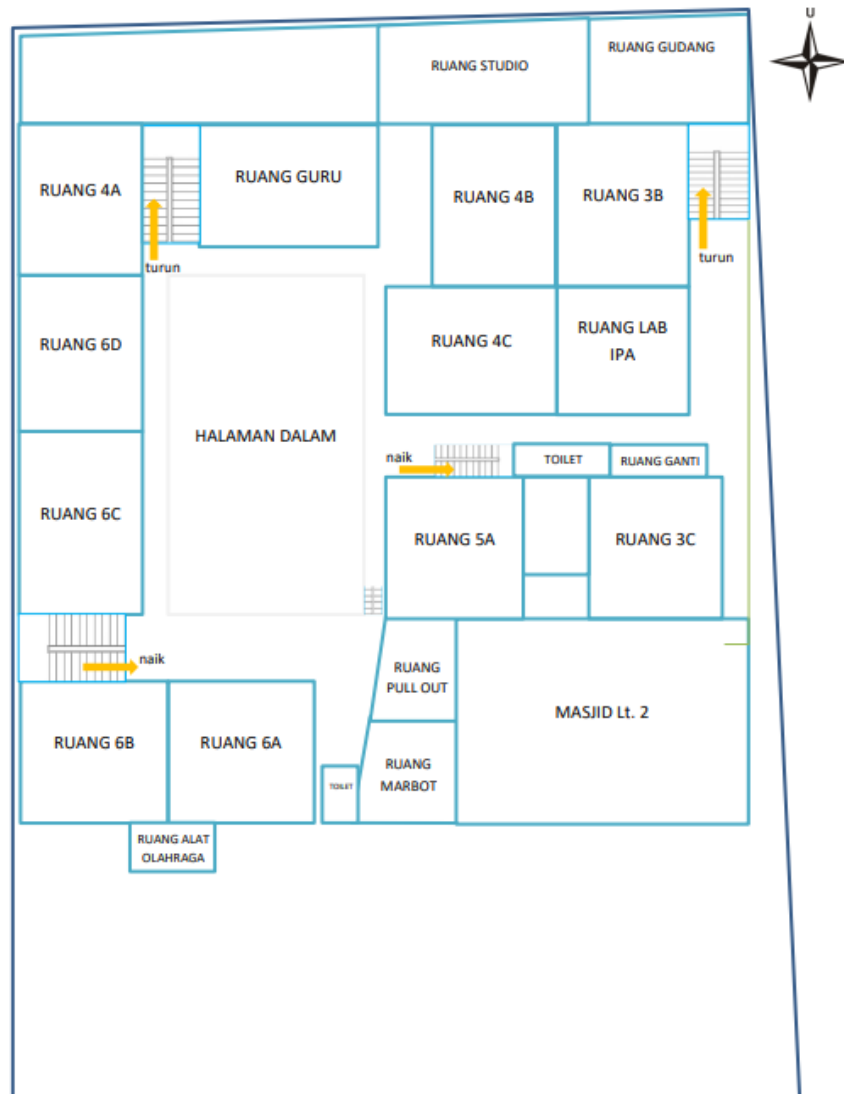 U
RUANG STUDIO
RUANG GUDANG
RUANG 4A
RUANG GURU
RUANG 4B
RUANG 3B
turun
turun
RUANG 6D
RUANG 4C
RUANG LAB
IPA
HALAMAN DALAM
naik
TOILET
RUANG GANTI
RUANG 6C
RUANG 5A
RUANG 3C
naik
RUANG
PULL OUT
MASJID Lt. 2
RUANG 6B
RUANG 6A
RUANG
MARBOT
TOILET
RUANG ALAT
OLAHRAGA